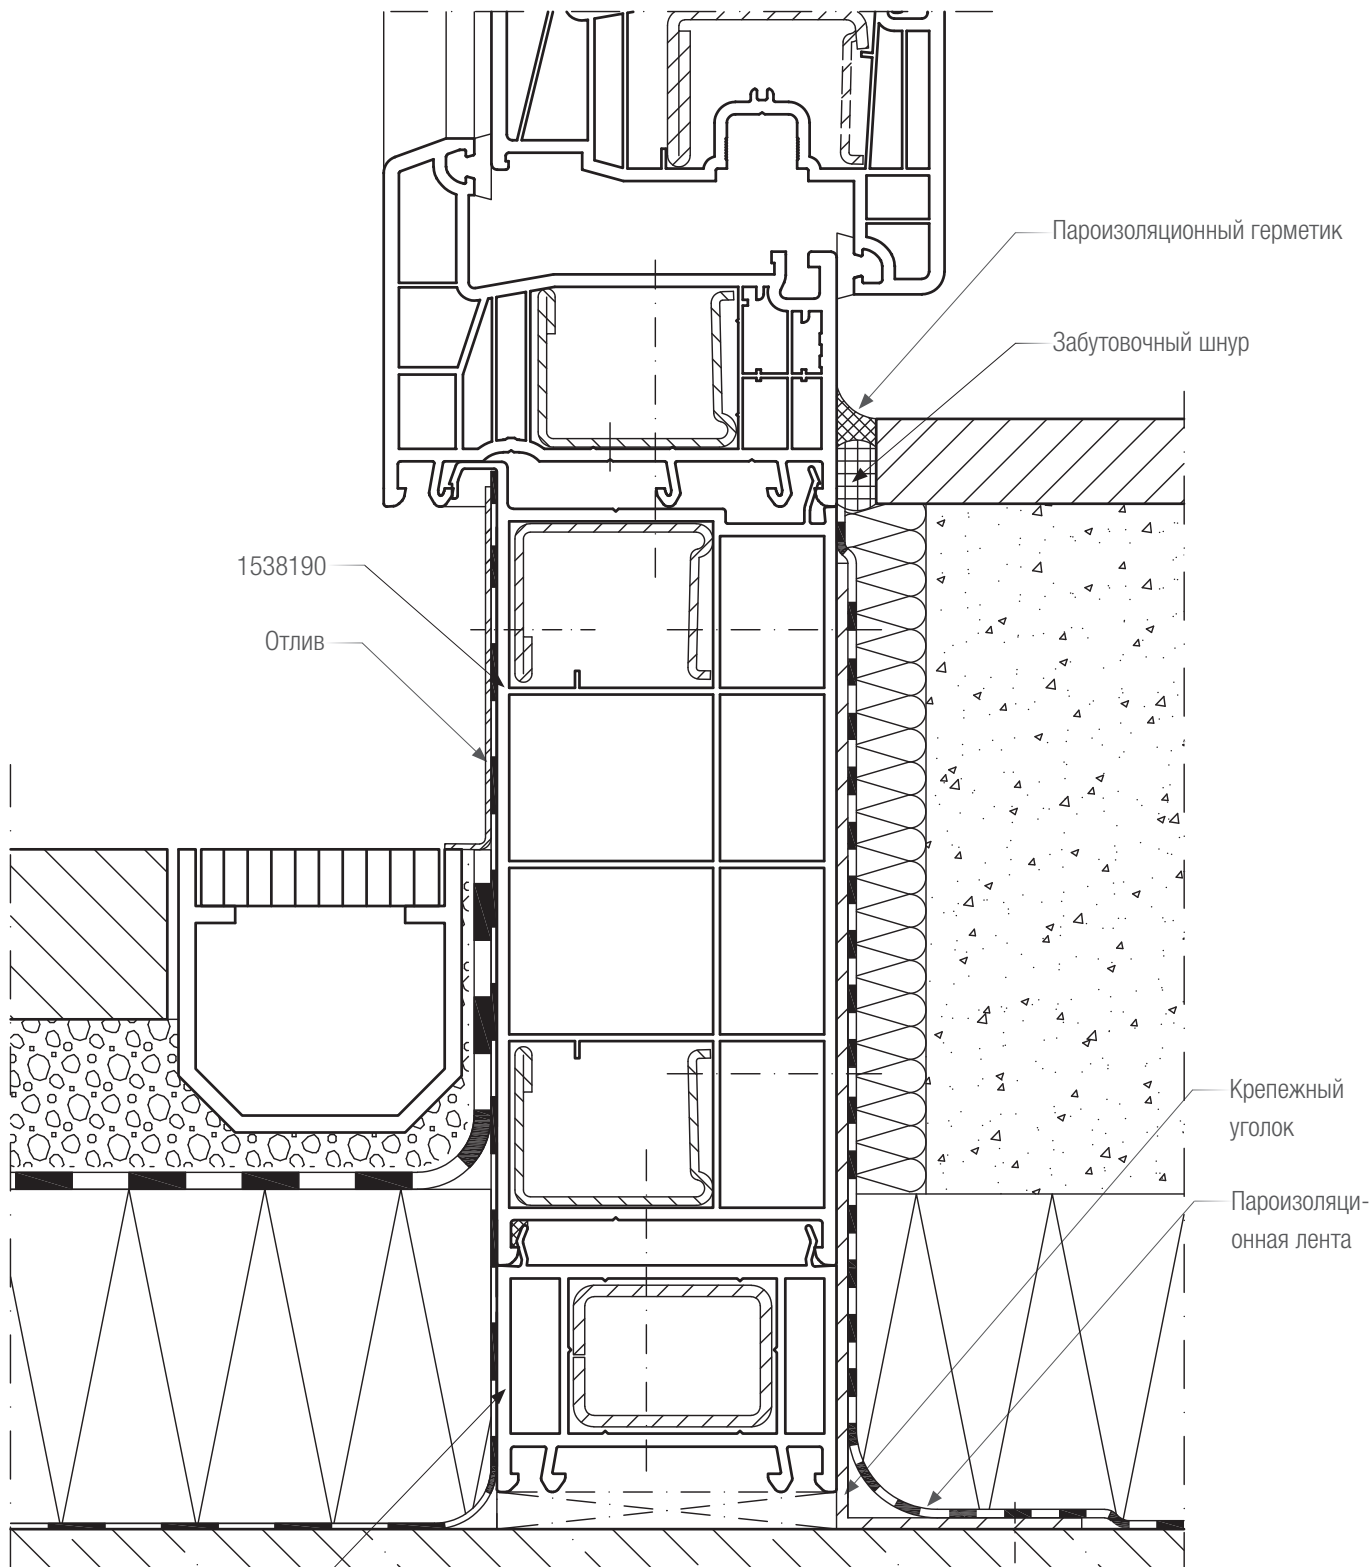 Пароизоляционный герметик
Забутовочный шнур
1538190
Отлив
Крепежный
уголок
Пароизоляци-
онная лента